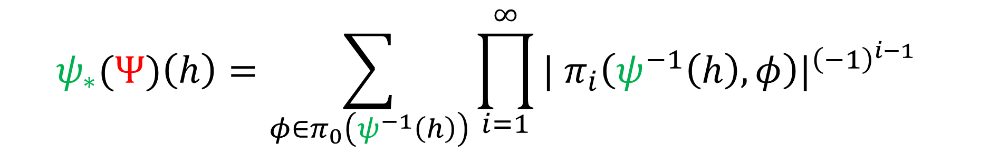 ψ_*(Ψ)(h) = ∑_{ϕ∈π_0(ψ^{−1}(h))} ∏_{i=1}^{∞} | π_i(ψ^{−1}(h), ϕ)|^{(−1)^{i−1}}